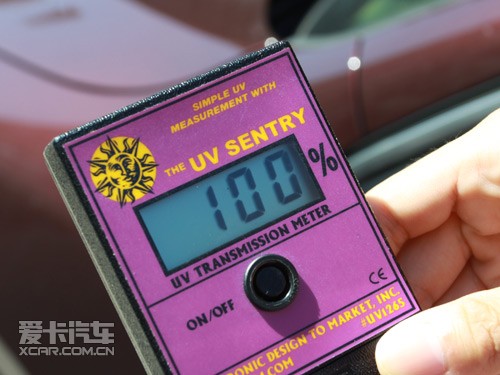 SIMPLE UV
MEASUREMENT WITH
THE UV SENTRY
100%
UV TRANSMISSION METER
ON/OFF
CE
DESIGN TO MARKET, INC.
#UV1265
爱卡汽车
XCAR.COM.CN